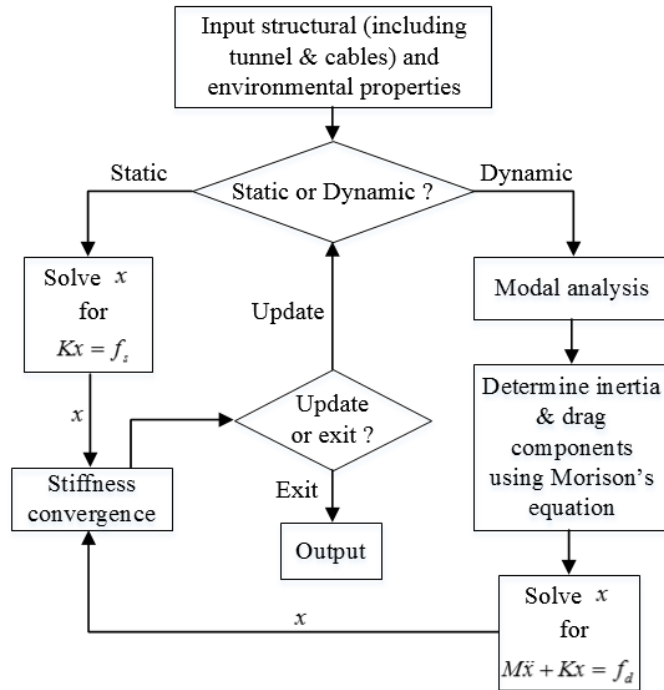 Input structural (including
tunnel & cables) and
environmental properties
Static
Dynamic
Static or Dynamic ?
Solve x
for
Kx = fₛ
Update
Modal analysis
x
Update
or exit ?
Determine inertia
& drag
components
using Morison's
equation
Stiffness
convergence
Exit
Output
x
Solve x
for
Mẍ + Kx = f_d